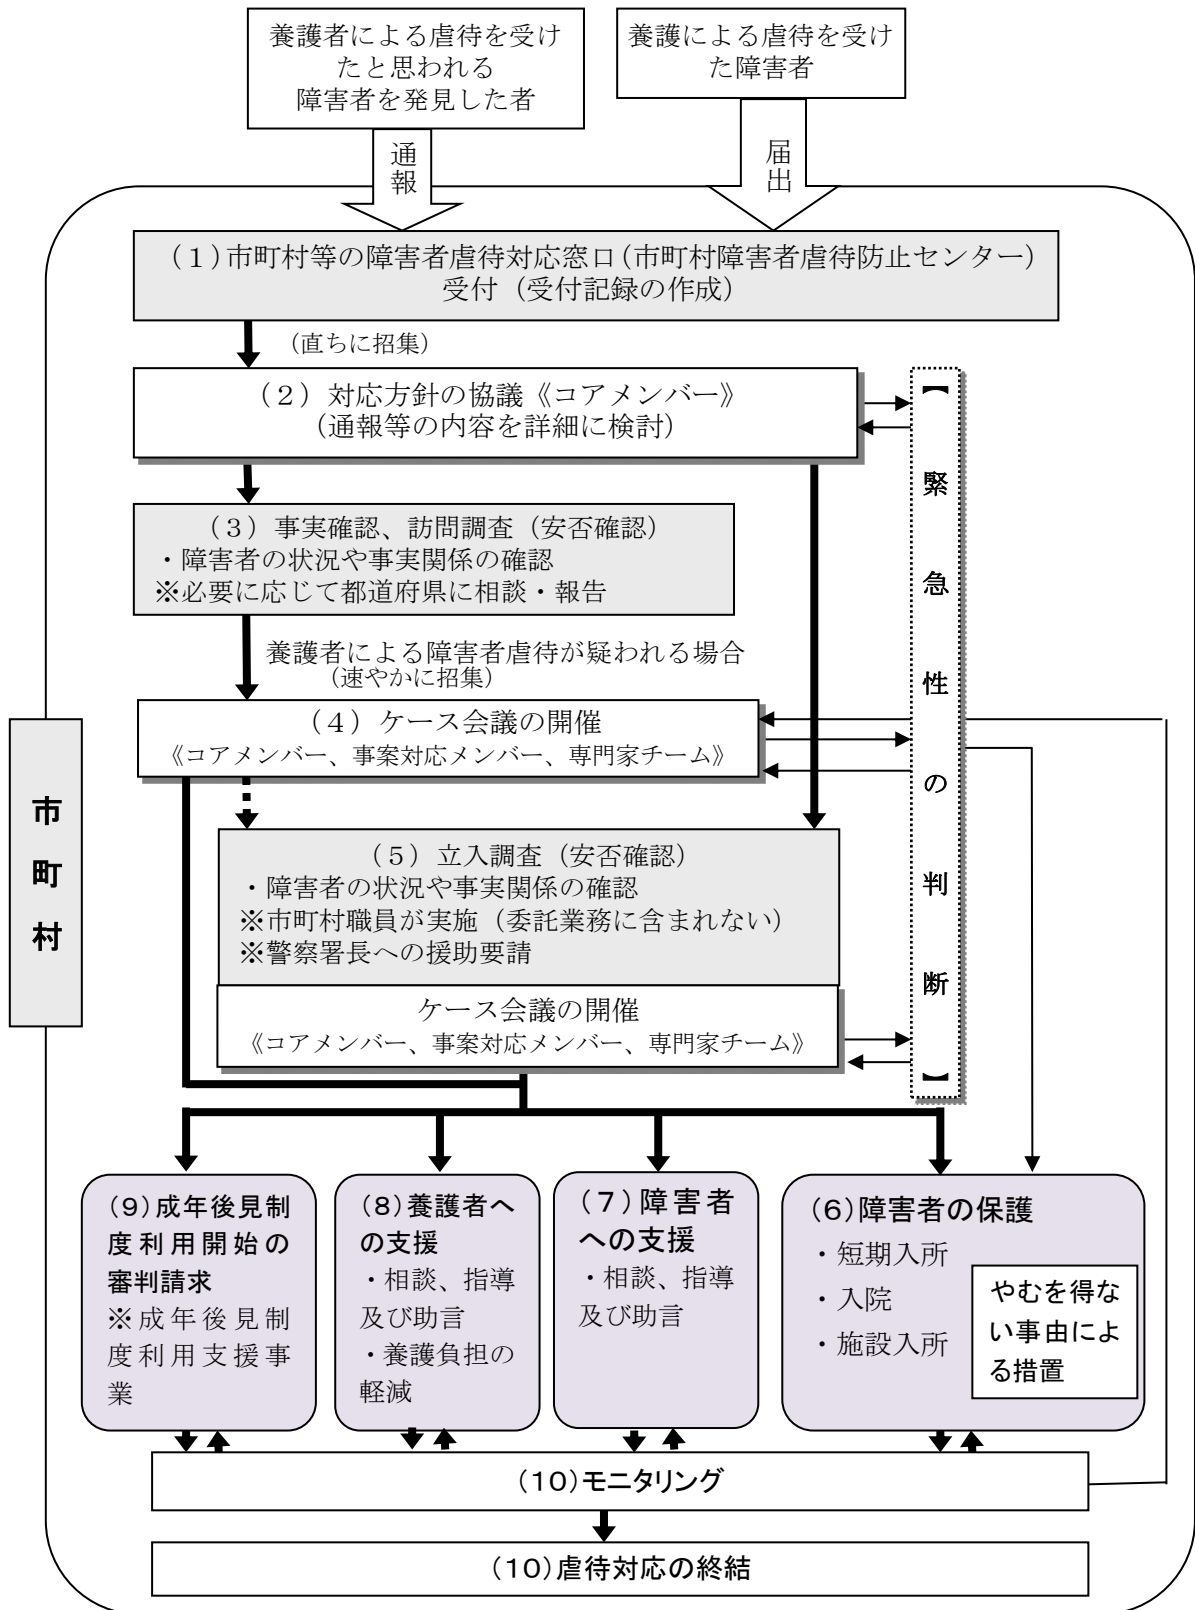 養護者による虐待を受け
たと思われる
障害者を発見した者
養護による虐待を受け
た障害者
通報
届出
(1)市町村等の障害者虐待対応窓口(市町村障害者虐待防止センター)
受付(受付記録の作成)
(直ちに招集)
(2)対応方針の協議《コアメンバー》
(通報等の内容を詳細に検討)
(3)事実確認、訪問調査(安否確認)
・障害者の状況や事実関係の確認
※必要に応じて都道府県に相談・報告
養護者による障害者虐待が疑われる場合
(速やかに招集)
(4)ケース会議の開催
《コアメンバー、事案対応メンバー、専門家チーム》
【緊急性の判断】
市町村
(5)立入調査(安否確認)
・障害者の状況や事実関係の確認
※市町村職員が実施(委託業務に含まれない)
※警察署長への援助要請
ケース会議の開催
《コアメンバー、事案対応メンバー、専門家チーム》
(9)成年後見制
度利用開始の
審判請求
※成年後見制
度利用支援事
業
(8)養護者へ
の支援
・相談、指導
及び助言
・養護負担の
軽減
(7)障害者
への支援
・相談、指導
及び助言
(6)障害者の保護
・短期入所
・入院
・施設入所
やむを得な
い事由によ
る措置
(10)モニタリング
(10)虐待対応の終結